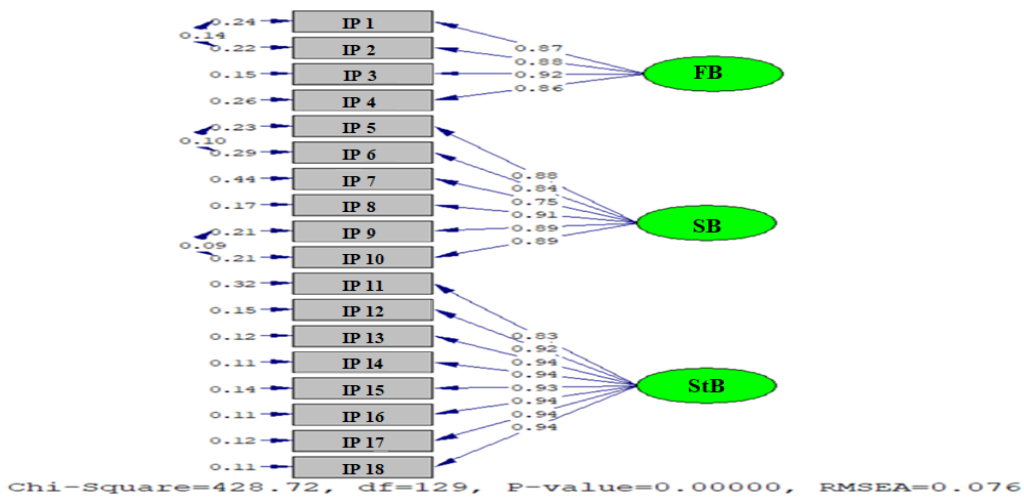 0.24 IP 1
0.14
0.22 IP 2
0.87
0.88
0.15 IP 3 0.92 FB
0.86
0.26 IP 4
0.23 IP 5
0.10
0.29 IP 6
0.44 IP 7 0.88
0.84
0.75
0.17 IP 8 0.91 SB
0.21 IP 9 0.89
0.09 0.89
0.21 IP 10
0.32 IP 11
0.15 IP 12
0.12 IP 13 0.83
0.92
0.94
0.11 IP 14 0.94
0.14 IP 15 0.93 StB
0.94
0.11 IP 16 0.94
0.94
0.12 IP 17
0.11 IP 18
Chi-Square=428.72, df=129, P-value=0.00000, RMSEA=0.076